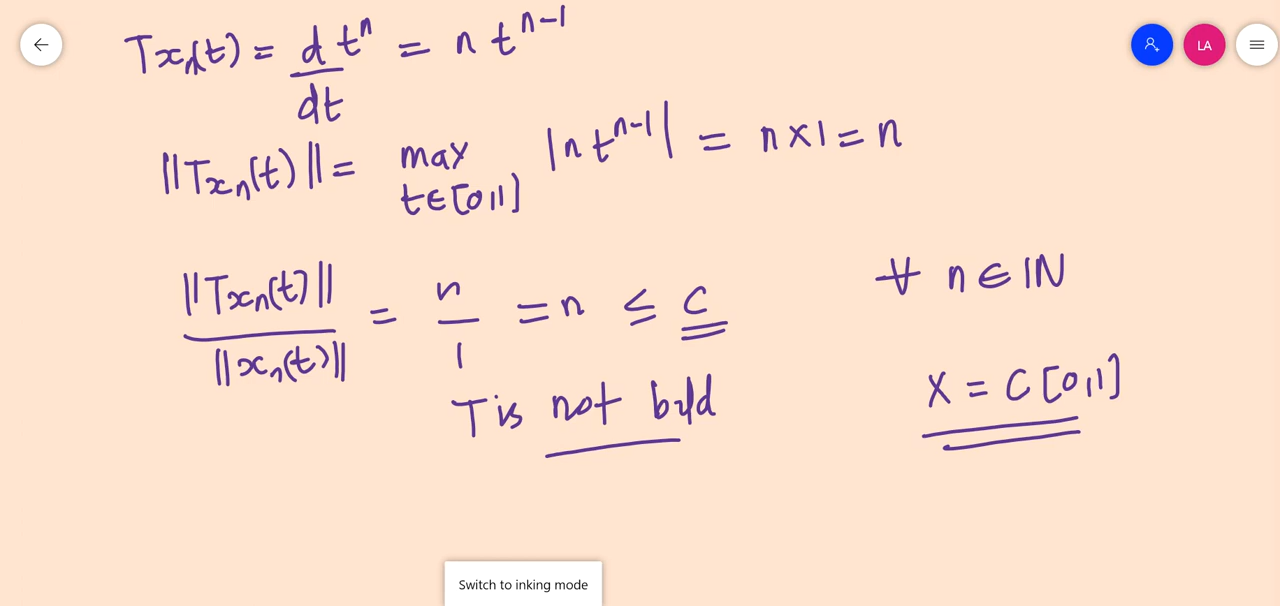 LA
Tx_n(t) = d/dt t^n = n t^{n-1}
||Tx_n(t)|| = max_{t∈[0,1]} |n t^{n-1}| = n×1 = n
||Tx_n(t)|| / ||x_n(t)|| = n/1 = n ≤ C ∀ n ∈ IN
T is not bdd
X = C[0,1]
Switch to inking mode